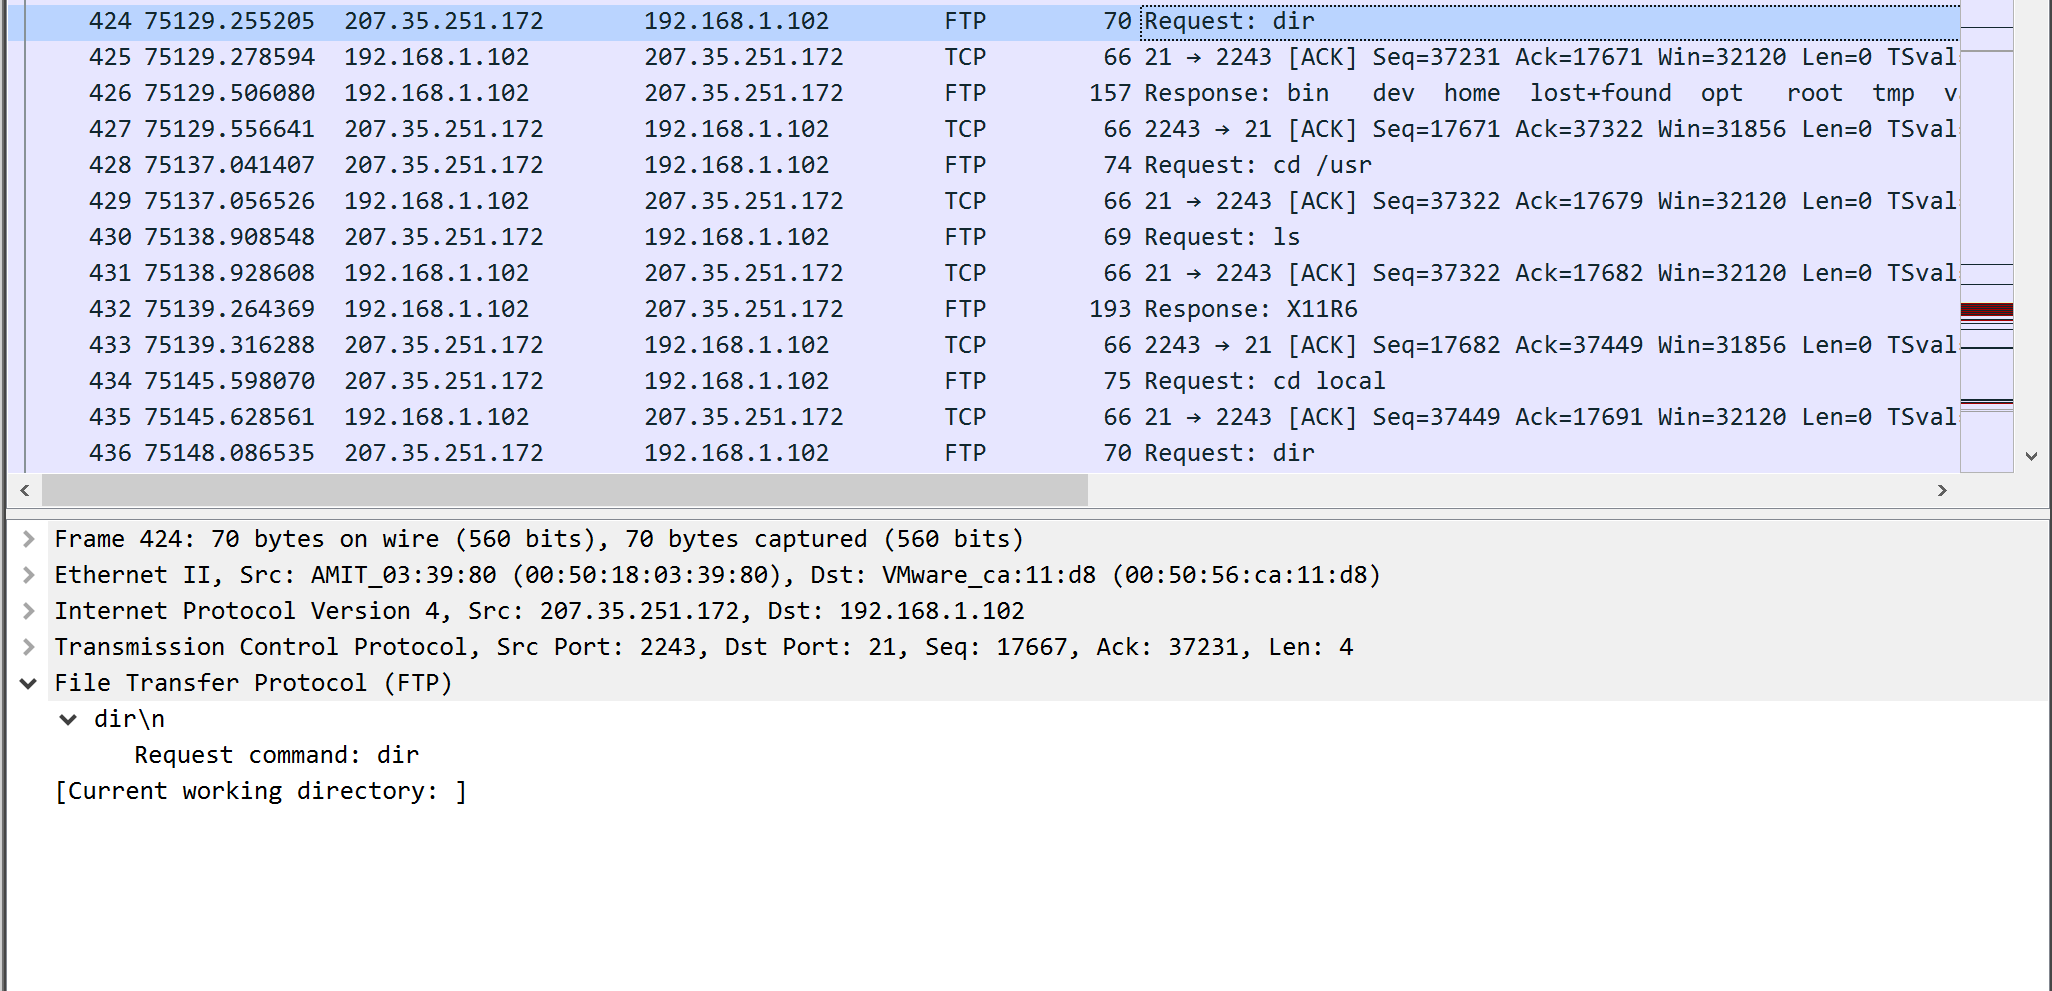 424 75129.255205 207.35.251.172 192.168.1.102 FTP 70 Request: dir
425 75129.278594 192.168.1.102 207.35.251.172 TCP 66 21 → 2243 [ACK] Seq=37231 Ack=17671 Win=32120 Len=0 TSval
426 75129.506080 192.168.1.102 207.35.251.172 FTP 157 Response: bin dev home lost+found opt root tmp v
427 75129.556641 207.35.251.172 192.168.1.102 TCP 66 2243 → 21 [ACK] Seq=17671 Ack=37322 Win=31856 Len=0 TSval
428 75137.041407 207.35.251.172 192.168.1.102 FTP 74 Request: cd /usr
429 75137.056526 192.168.1.102 207.35.251.172 TCP 66 21 → 2243 [ACK] Seq=37322 Ack=17679 Win=32120 Len=0 TSval
430 75138.908548 207.35.251.172 192.168.1.102 FTP 69 Request: ls
431 75138.928608 192.168.1.102 207.35.251.172 TCP 66 21 → 2243 [ACK] Seq=37322 Ack=17682 Win=32120 Len=0 TSval
432 75139.264369 192.168.1.102 207.35.251.172 FTP 193 Response: X11R6
433 75139.316288 207.35.251.172 192.168.1.102 TCP 66 2243 → 21 [ACK] Seq=17682 Ack=37449 Win=31856 Len=0 TSval
434 75145.598070 207.35.251.172 192.168.1.102 FTP 75 Request: cd local
435 75145.628561 192.168.1.102 207.35.251.172 TCP 66 21 → 2243 [ACK] Seq=37449 Ack=17691 Win=32120 Len=0 TSval
436 75148.086535 207.35.251.172 192.168.1.102 FTP 70 Request: dir
Frame 424: 70 bytes on wire (560 bits), 70 bytes captured (560 bits)
Ethernet II, Src: AMIT_03:39:80 (00:50:18:03:39:80), Dst: VMware_ca:11:d8 (00:50:56:ca:11:d8)
Internet Protocol Version 4, Src: 207.35.251.172, Dst: 192.168.1.102
Transmission Control Protocol, Src Port: 2243, Dst Port: 21, Seq: 17667, Ack: 37231, Len: 4
File Transfer Protocol (FTP)
dir\n
Request command: dir
[Current working directory: ]